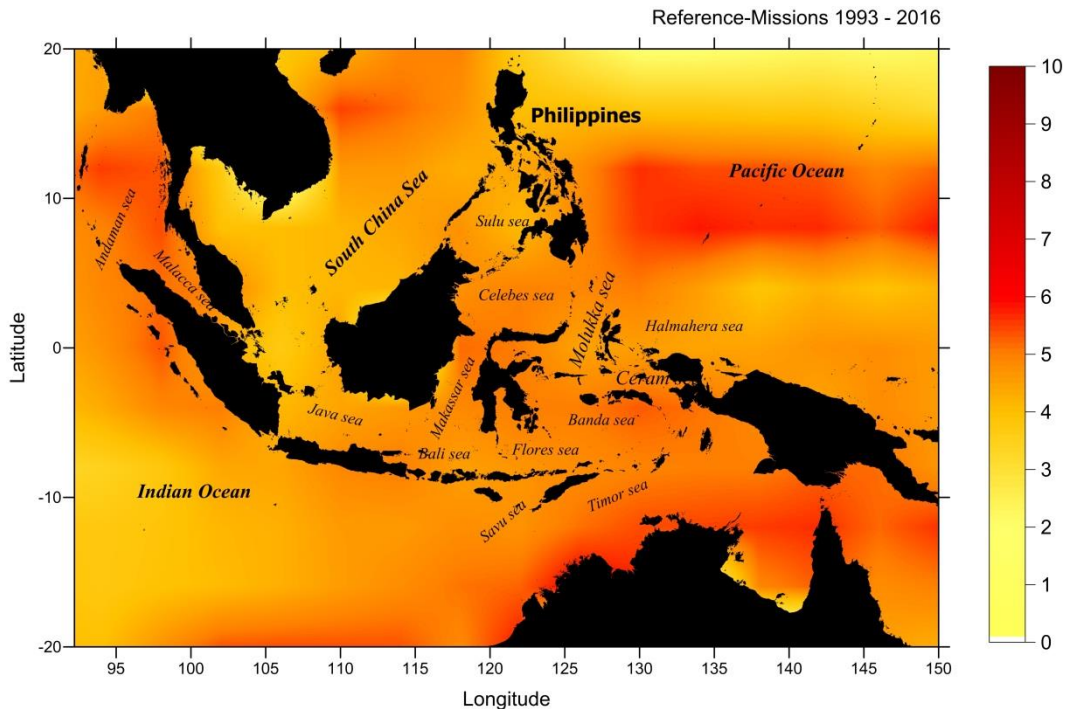 Reference-Missions 1993 - 2016
20
10
0
-10
-20
Latitude
95
100
105
110
115
120
125
130
135
140
145
150
Longitude
10
9
8
7
6
5
4
3
2
1
0
Philippines
Pacific Ocean
South China Sea
Andaman sea
Malacca sea
Sulu sea
Celebes sea
Molukka sea
Halmahera sea
Ceram
Makassar sea
Java sea
Banda sea
Bali sea
Flores sea
Indian Ocean
Savu sea
Timor sea